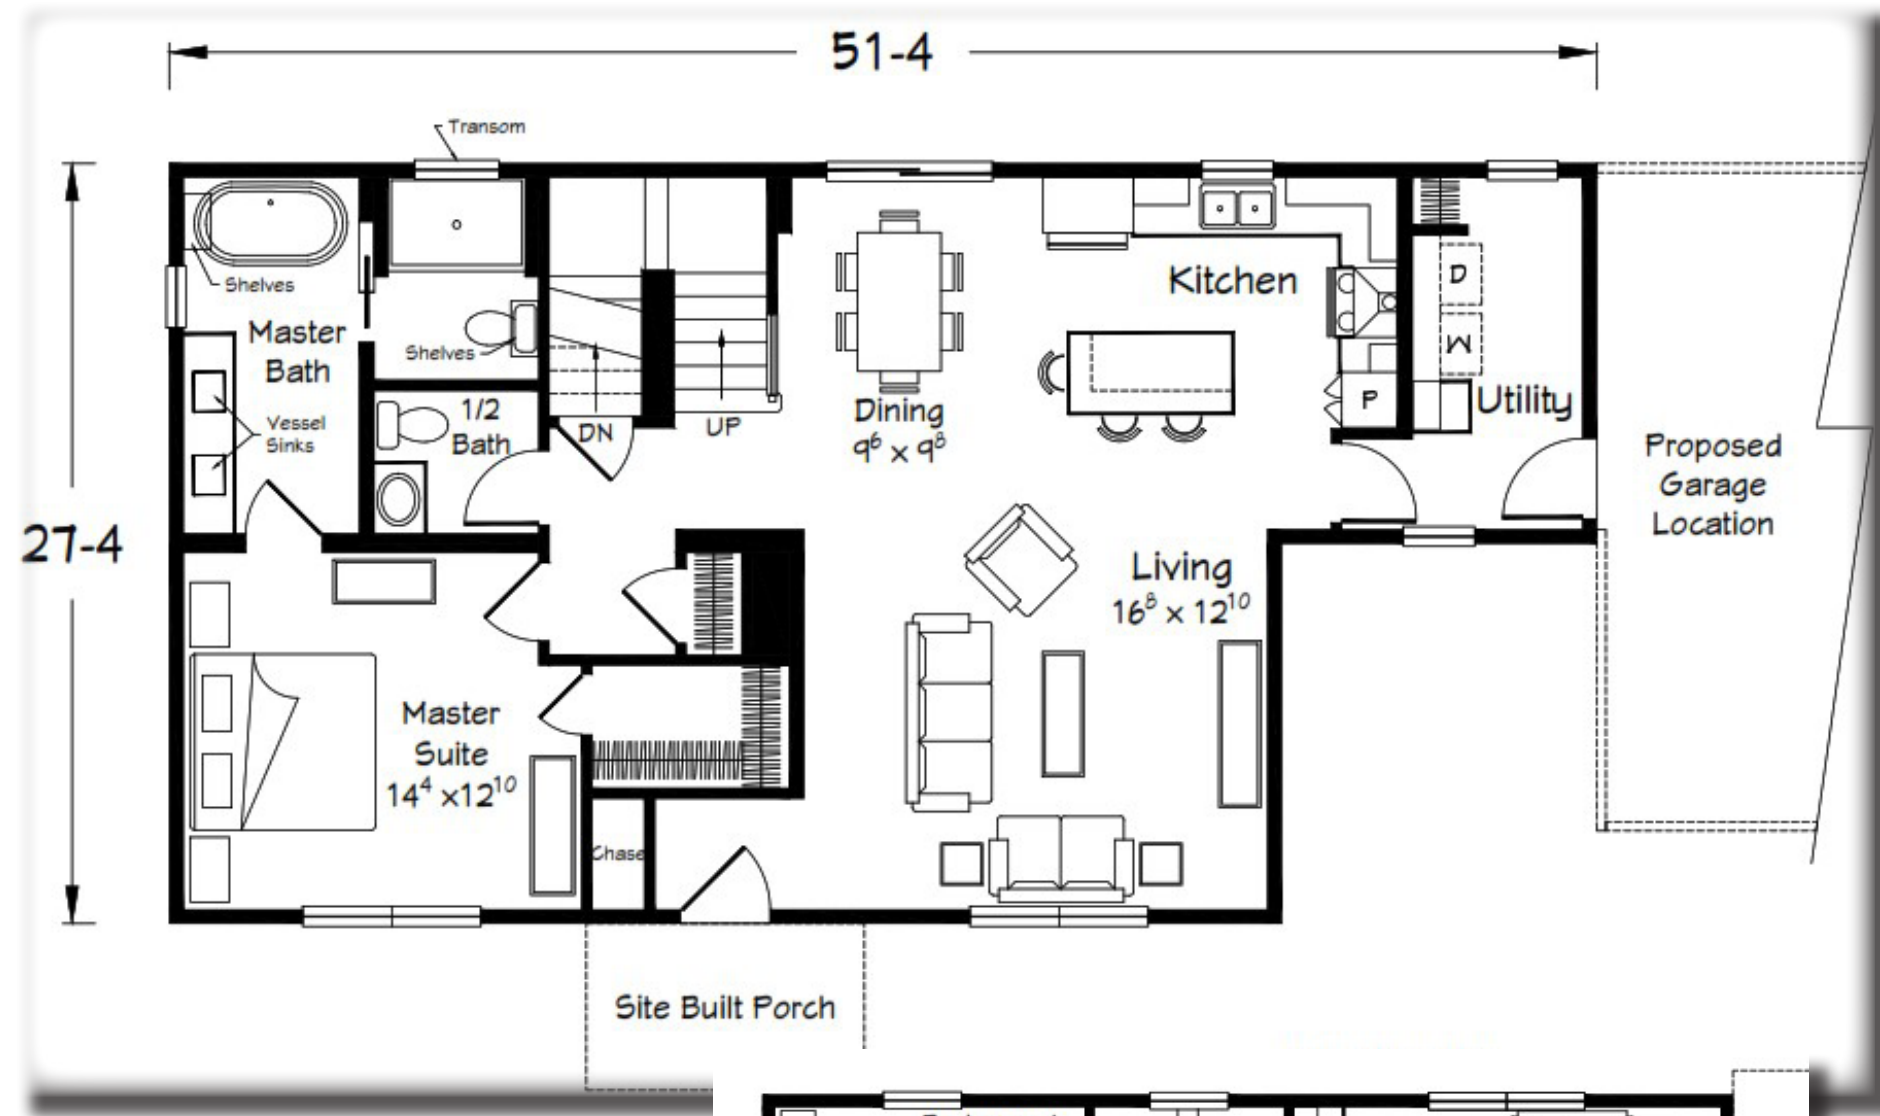 51-4
Transom
Shelves
Master
Bath
Shelves
Vessel
Sinks
1/2
Bath
DN
UP
Dining
9⁶ x 9⁸
Kitchen
D
W
P
Utility
Proposed
Garage
Location
27-4
Living
16⁸ x 12¹⁰
Master
Suite
14⁴ x12¹⁰
Chase
Site Built Porch